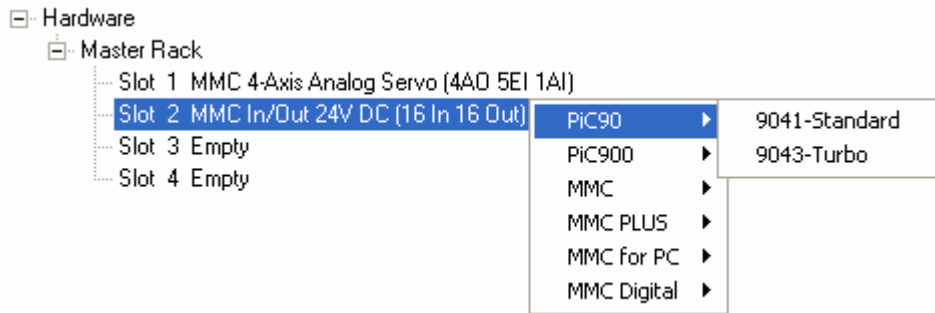 Hardware
Master Rack
Slot 1 MMC 4-Axis Analog Servo (4AO 5EI 1AI)
Slot 2 MMC In/Out 24V DC (16 In 16 Out)
Slot 3 Empty
Slot 4 Empty
PiC90
PiC900
MMC
MMC PLUS
MMC for PC
MMC Digital
9041-Standard
9043-Turbo